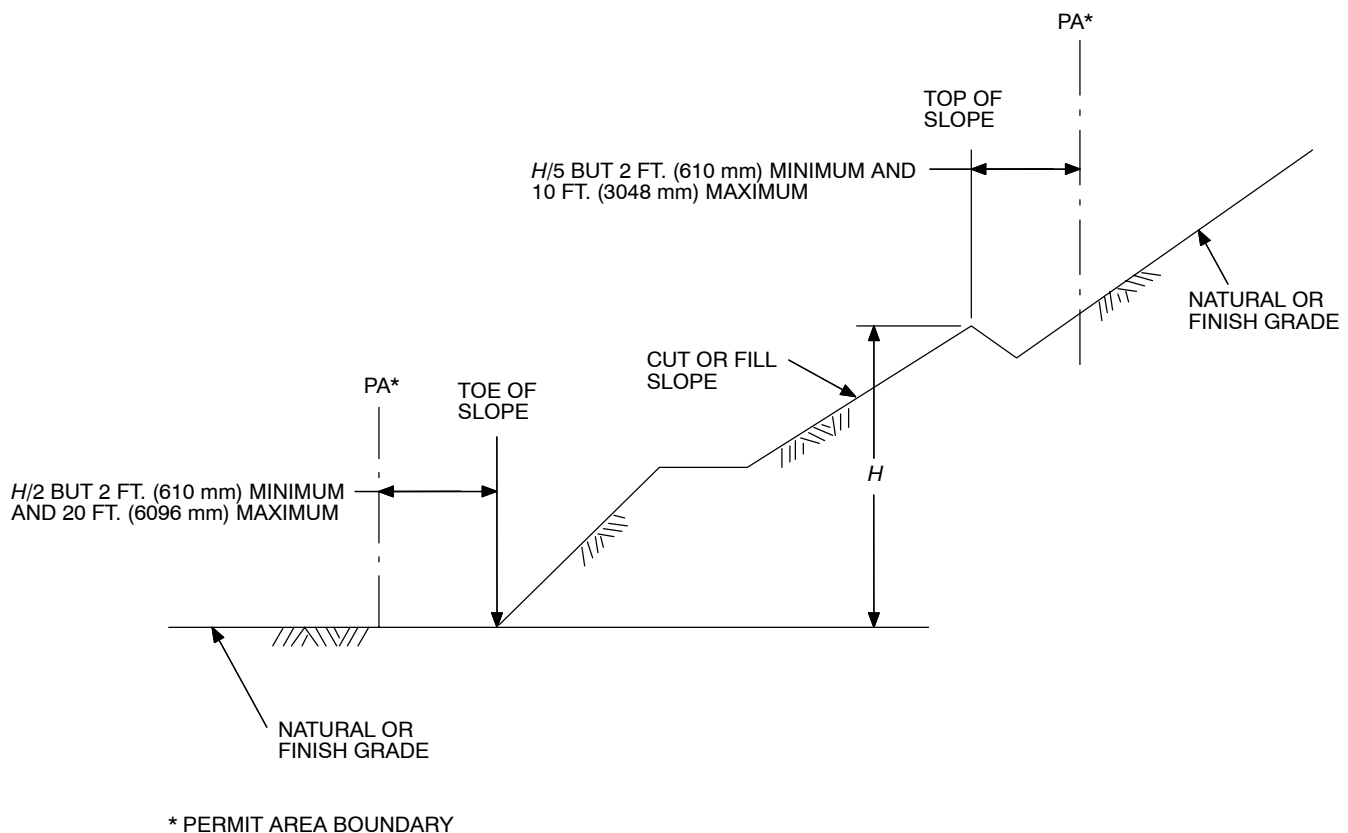 PA*
TOP OF
SLOPE
H/5 BUT 2 FT. (610 mm) MINIMUM AND
10 FT. (3048 mm) MAXIMUM
NATURAL OR
FINISH GRADE
CUT OR FILL
SLOPE
PA*
TOE OF
SLOPE
H
H/2 BUT 2 FT. (610 mm) MINIMUM
AND 20 FT. (6096 mm) MAXIMUM
NATURAL OR
FINISH GRADE
* PERMIT AREA BOUNDARY